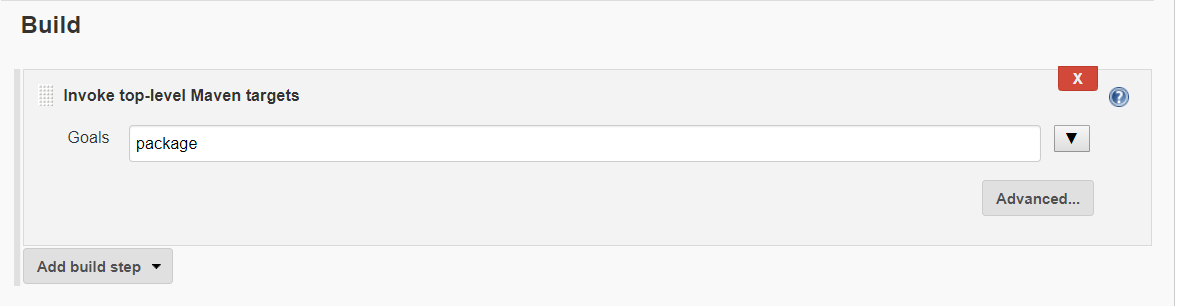 Build
X
Invoke top-level Maven targets
?
Goals
package
Advanced...
Add build step